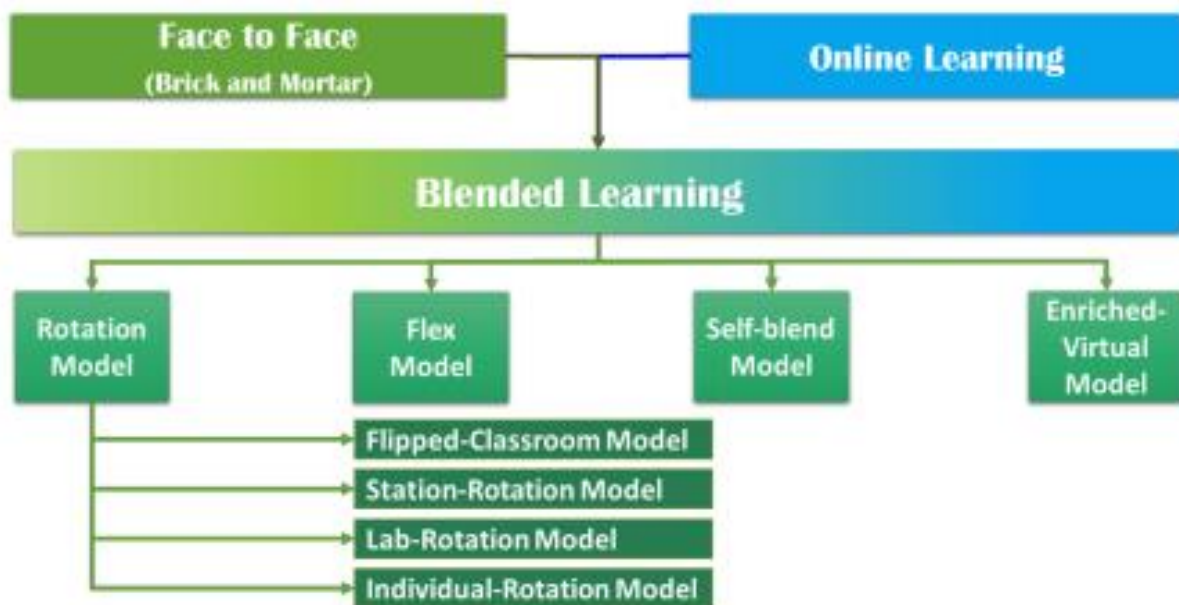 Face to Face
(Brick and Mortar)
Online Learning
Blended Learning
Rotation
Model
Flex
Model
Self-blend
Model
Enriched-
Virtual
Model
Flipped-Classroom Model
Station-Rotation Model
Lab-Rotation Model
Individual-Rotation Model